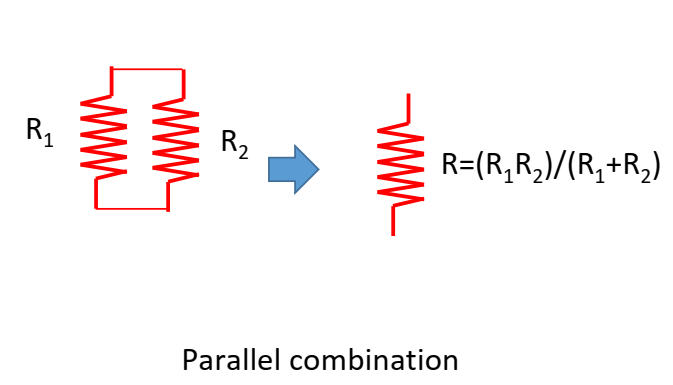 R₁
R₂
R=(R₁R₂)/(R₁+R₂)
Parallel combination